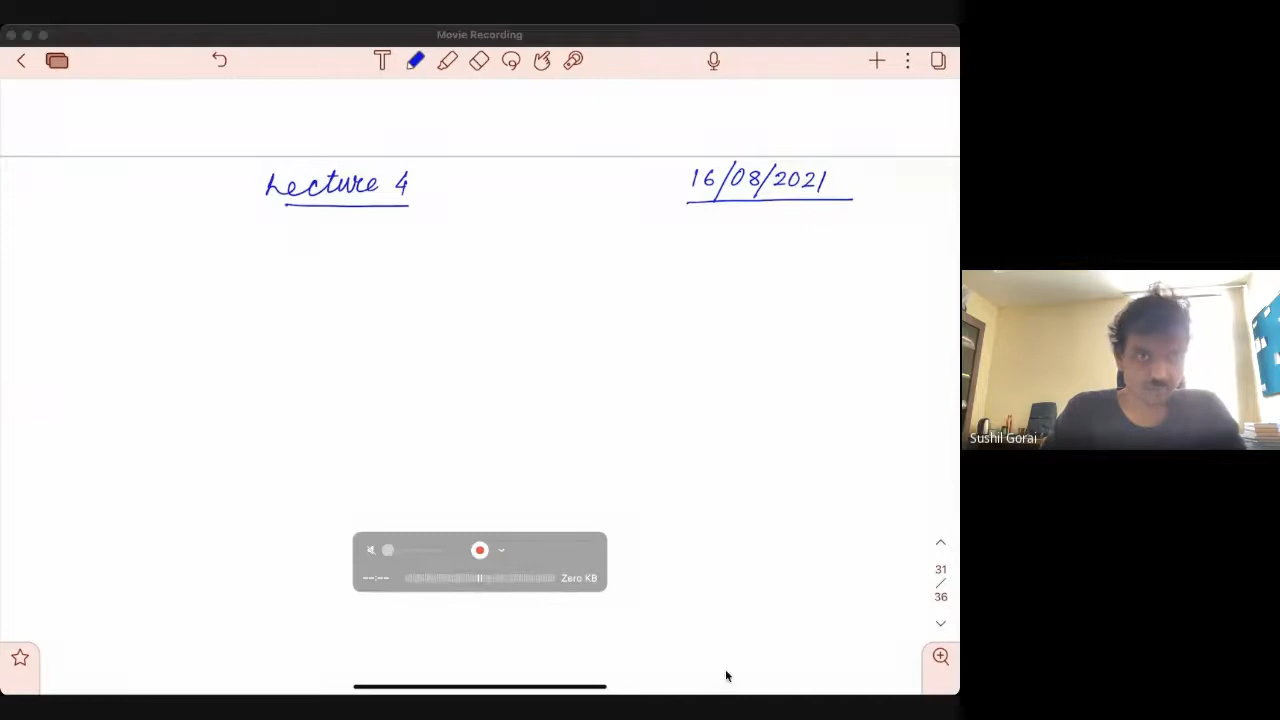 Movie Recording
T
Lecture 4 16/08/2021
Sushil Gorai
--:-- Zero KB
31
/
36